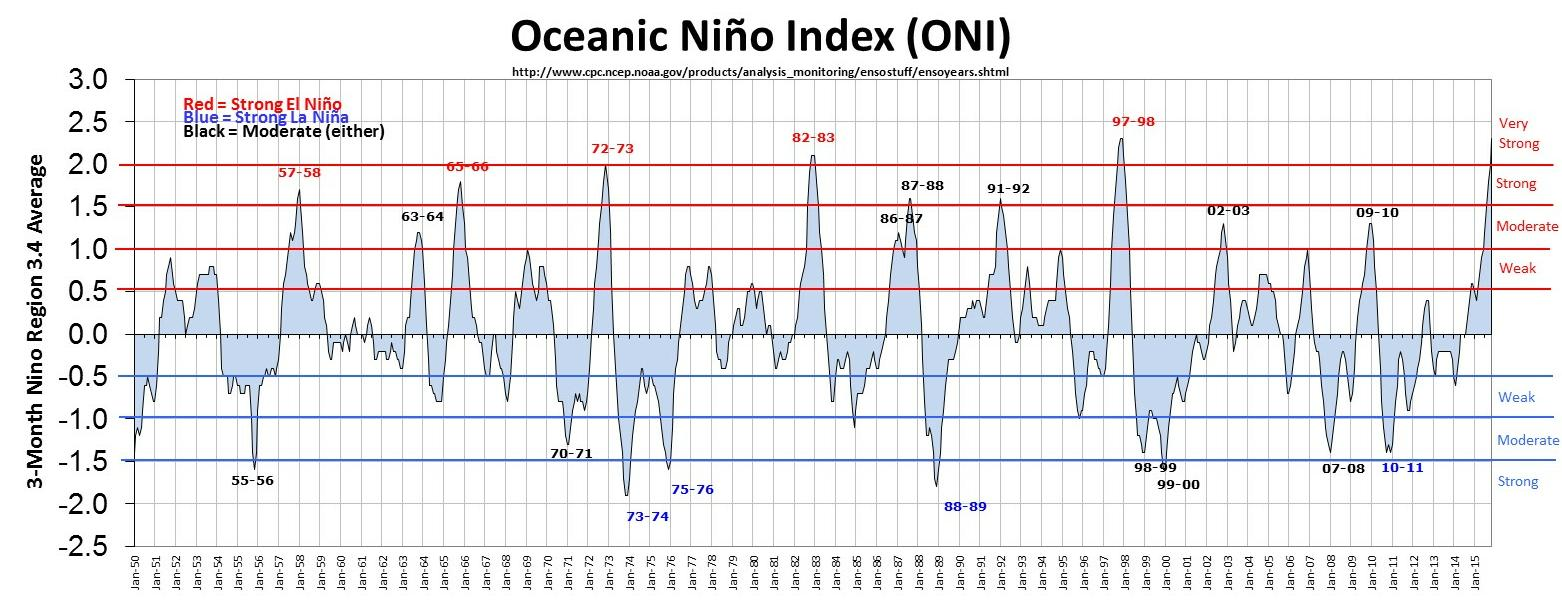 Oceanic Niño Index (ONI)
http://www.cpc.ncep.noaa.gov/products/analysis_monitoring/ensostuff/ensoyears.shtml
3-Month Nino Region 3.4 Average
3.0
2.5
2.0
1.5
1.0
0.5
0.0
-0.5
-1.0
-1.5
-2.0
-2.5
Red = Strong El Niño
Blue = Strong La Niña
Black = Moderate (either)
55-56
57-58
63-64
65-66
70-71
72-73
73-74
75-76
82-83
86-87
87-88
88-89
91-92
97-98
98-99
99-00
02-03
07-08
09-10
10-11
Very
Strong
Strong
Moderate
Weak
Weak
Moderate
Strong
Jan-50
Jan-51
Jan-52
Jan-53
Jan-54
Jan-55
Jan-56
Jan-57
Jan-58
Jan-59
Jan-60
Jan-61
Jan-62
Jan-63
Jan-64
Jan-65
Jan-66
Jan-67
Jan-68
Jan-69
Jan-70
Jan-71
Jan-72
Jan-73
Jan-74
Jan-75
Jan-76
Jan-77
Jan-78
Jan-79
Jan-80
Jan-81
Jan-82
Jan-83
Jan-84
Jan-85
Jan-86
Jan-87
Jan-88
Jan-89
Jan-90
Jan-91
Jan-92
Jan-93
Jan-94
Jan-95
Jan-96
Jan-97
Jan-98
Jan-99
Jan-00
Jan-01
Jan-02
Jan-03
Jan-04
Jan-05
Jan-06
Jan-07
Jan-08
Jan-09
Jan-10
Jan-11
Jan-12
Jan-13
Jan-14
Jan-15